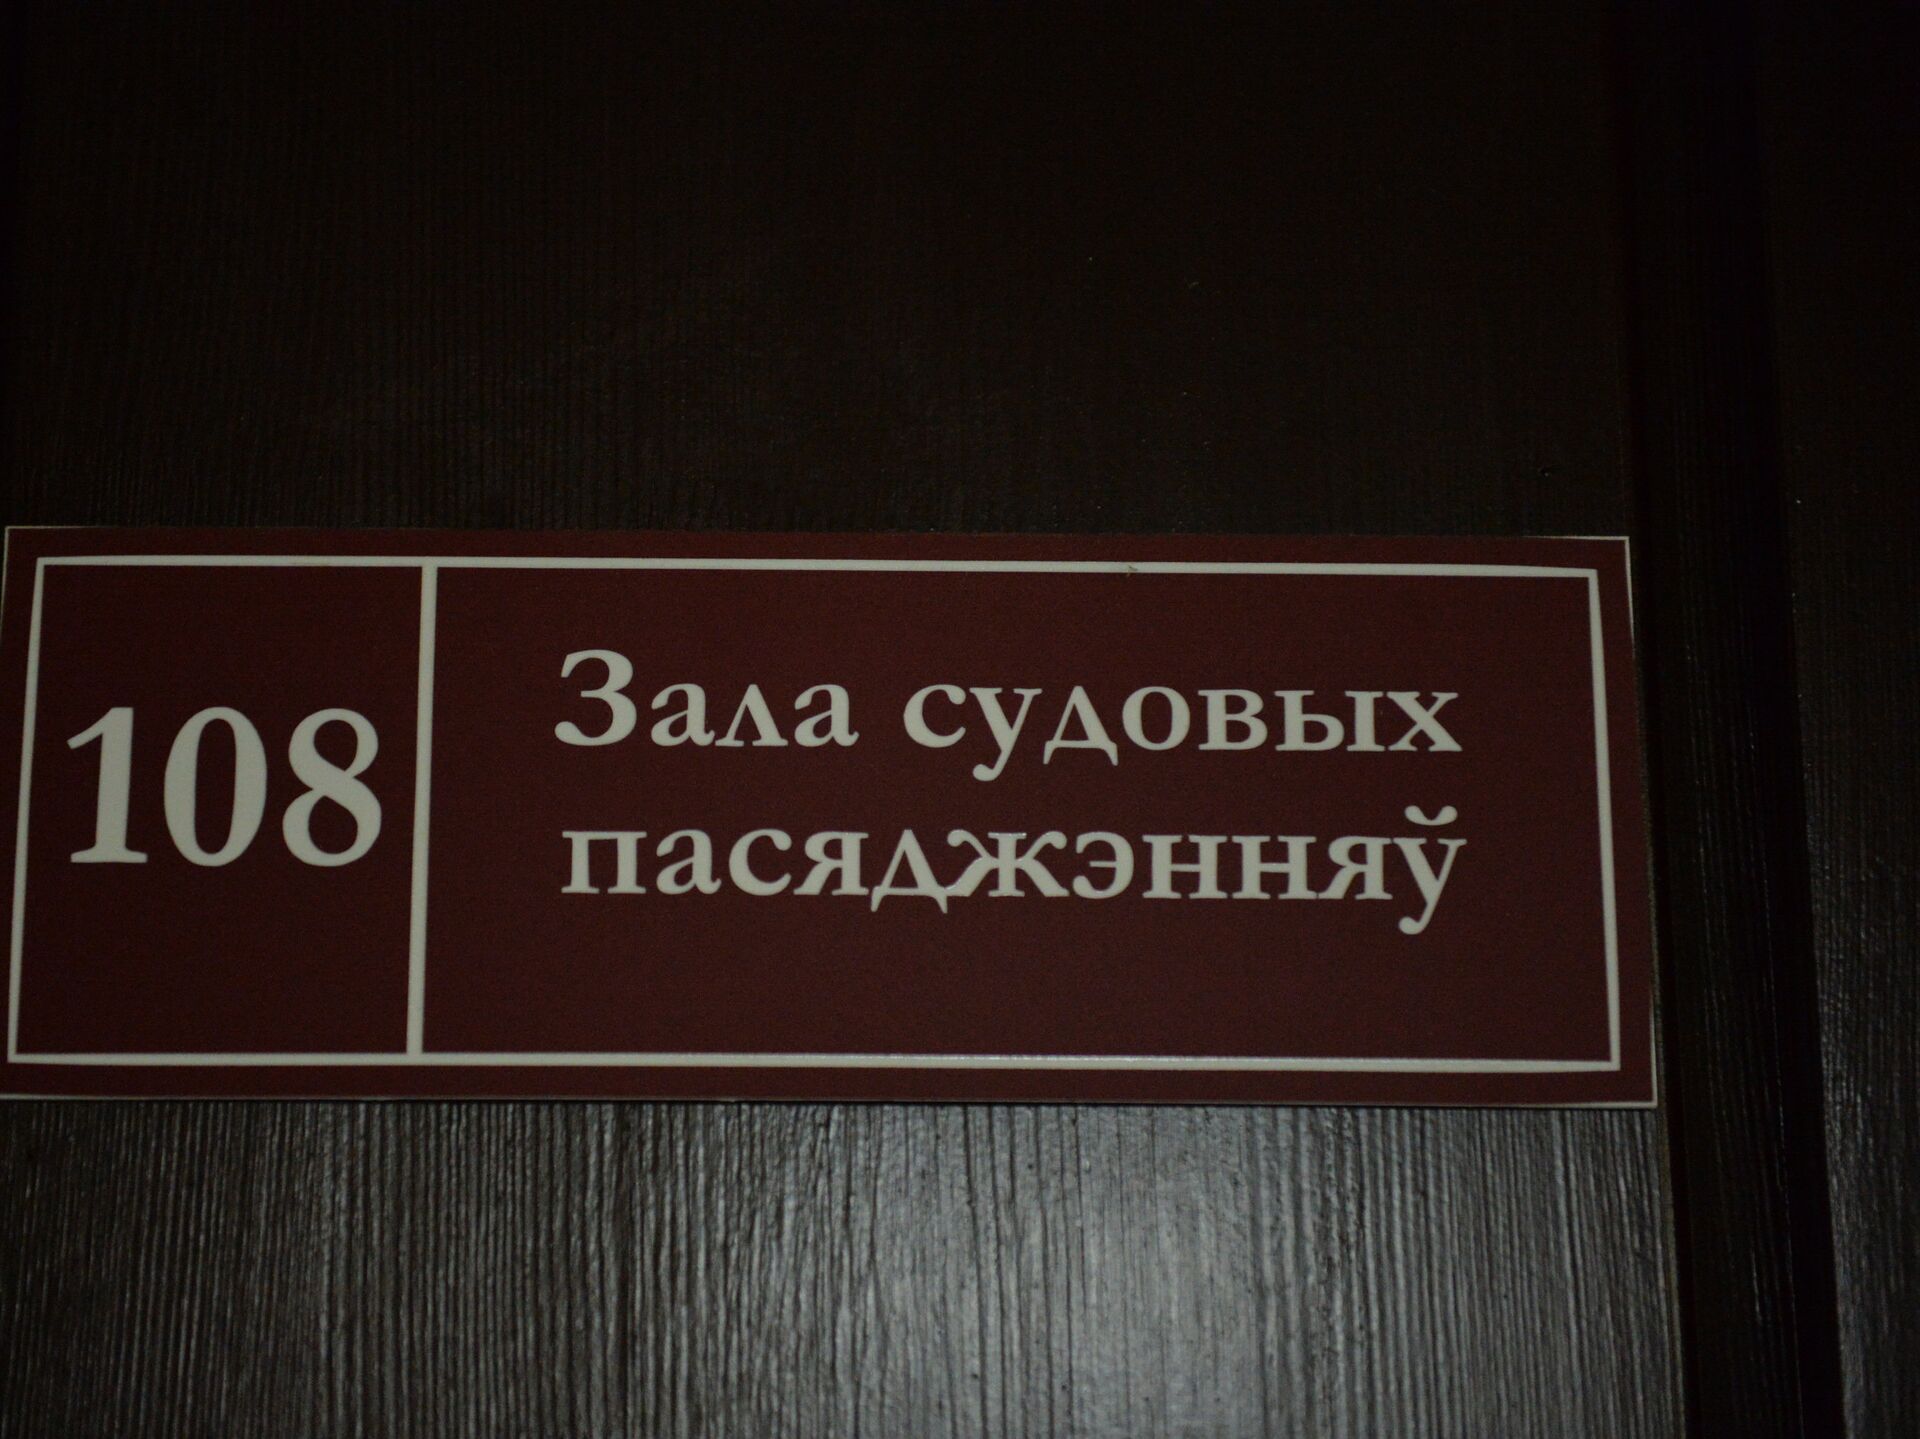 108
Зала судовых
пасяджэнняў